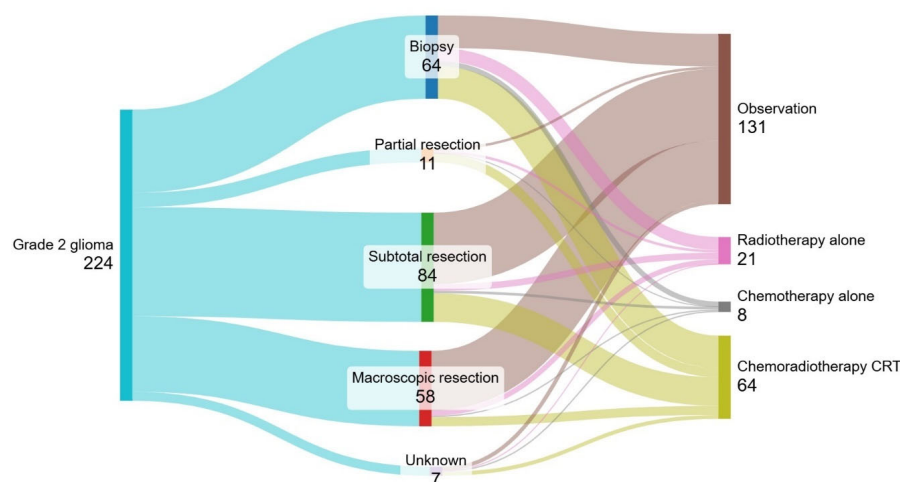 Grade 2 glioma
224
Biopsy
64
Partial resection
11
Subtotal resection
84
Macroscopic resection
58
Unknown
7
Observation
131
Radiotherapy alone
21
Chemotherapy alone
8
Chemoradiotherapy CRT
64